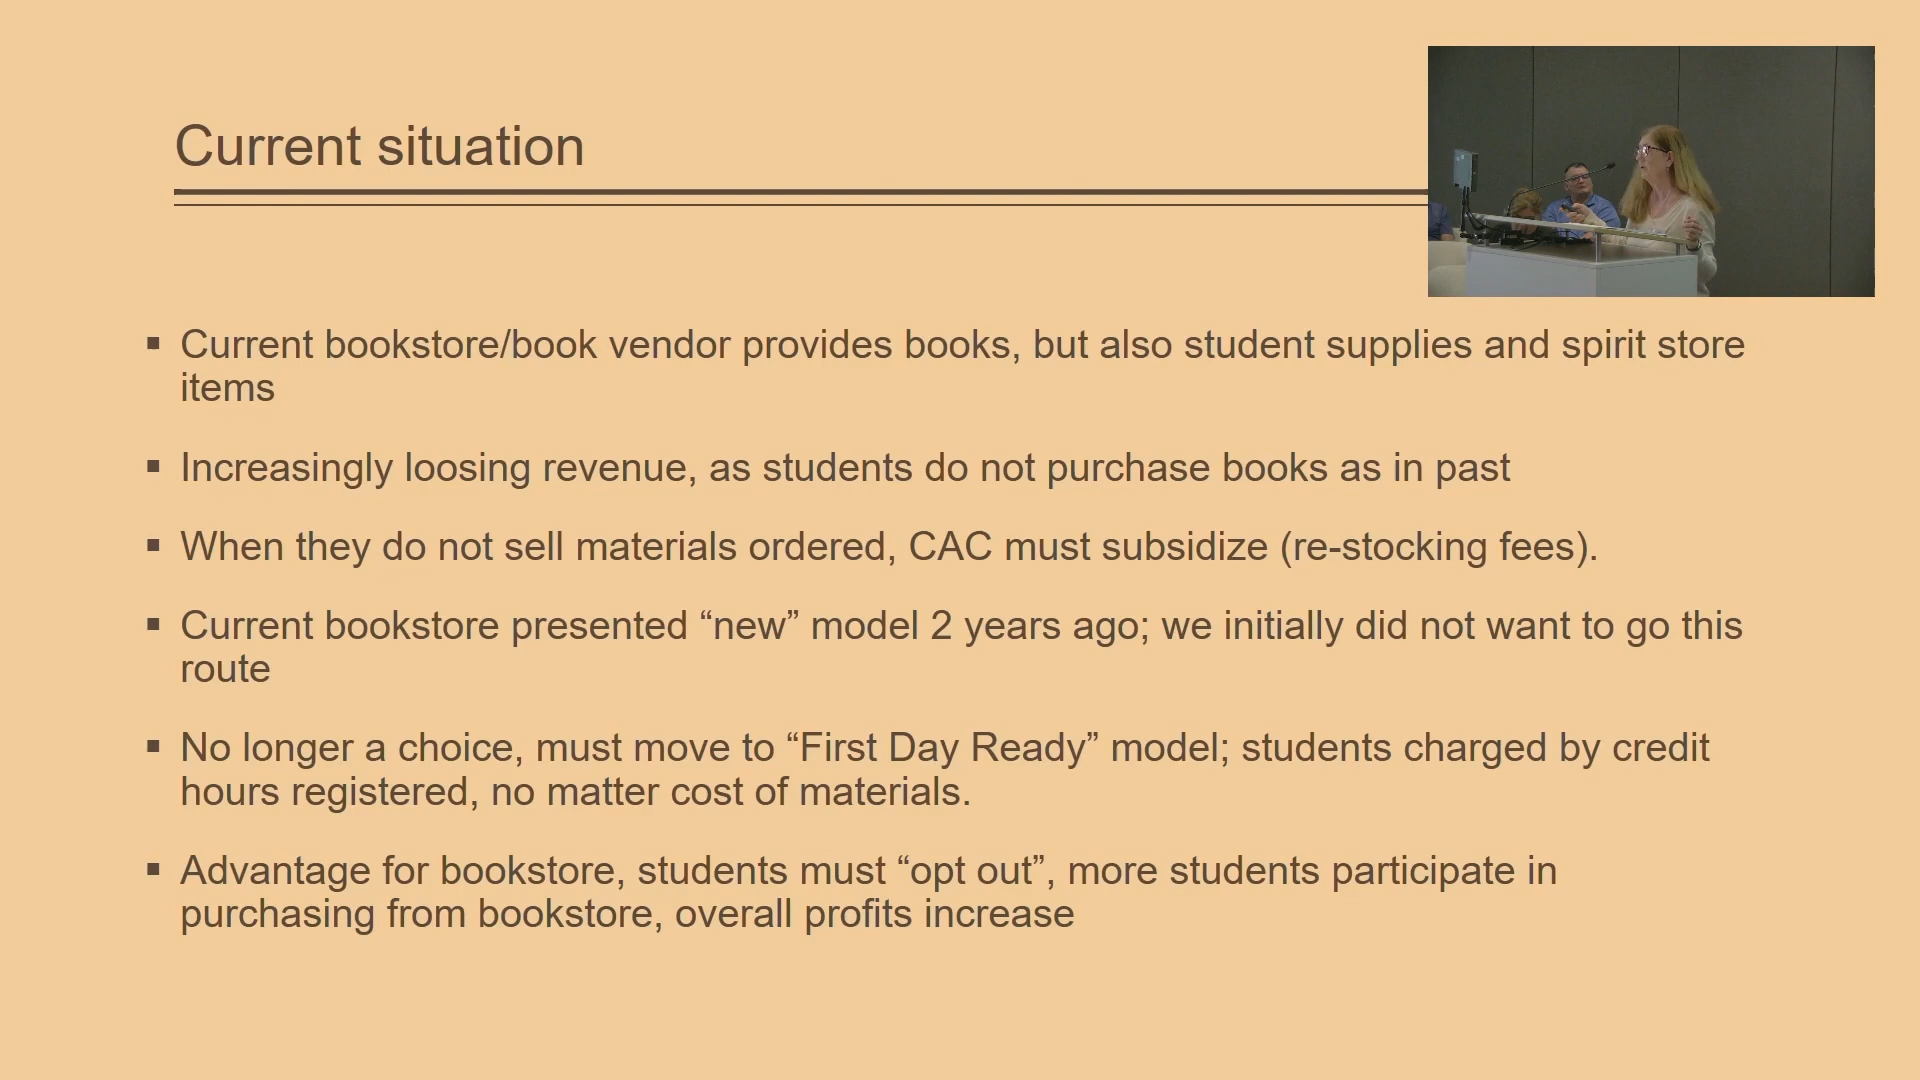 Current situation
Current bookstore/book vendor provides books, but also student supplies and spirit store
items
Increasingly loosing revenue, as students do not purchase books as in past
When they do not sell materials ordered, CAC must subsidize (re-stocking fees).
Current bookstore presented “new” model 2 years ago; we initially did not want to go this
route
No longer a choice, must move to “First Day Ready” model; students charged by credit
hours registered, no matter cost of materials.
Advantage for bookstore, students must “opt out”, more students participate in
purchasing from bookstore, overall profits increase